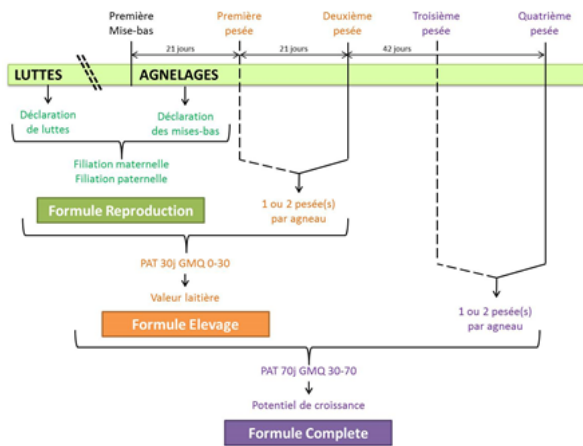 Première
Mise-bas
Première
pesée
Deuxième
pesée
Troisième
pesée
Quatrième
pesée
21 jours
21 jours
42 jours
LUTTES
AGNELAGES
Déclaration
de luttes
Déclaration
des mises-bas
Filiation maternelle
Filiation paternelle
Formule Reproduction
1 ou 2 pesée(s)
par agneau
PAT 30j GMQ 0-30
Valeur laitière
Formule Elevage
1 ou 2 pesée(s)
par agneau
PAT 70j GMQ 30-70
Potentiel de croissance
Formule Complete